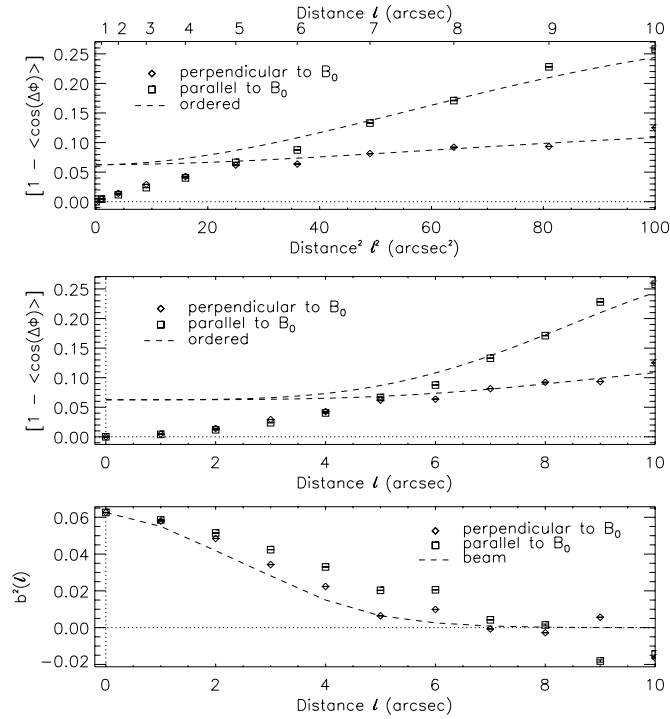 Distance ℓ (arcsec)
1 2 3 4 5 6 7 8 9 10
[1 - <cos(ΔΦ)>]
0.25
0.20
0.15
0.10
0.05
0.00
perpendicular to B₀
parallel to B₀
ordered
0 20 40 60 80 100
Distance² ℓ² (arcsec²)
[1 - <cos(ΔΦ)>]
0.25
0.20
0.15
0.10
0.05
0.00
perpendicular to B₀
parallel to B₀
ordered
0 2 4 6 8 10
Distance ℓ (arcsec)
b²(ℓ)
0.06
0.04
0.02
0.00
−0.02
perpendicular to B₀
parallel to B₀
beam
0 2 4 6 8 10
Distance ℓ (arcsec)